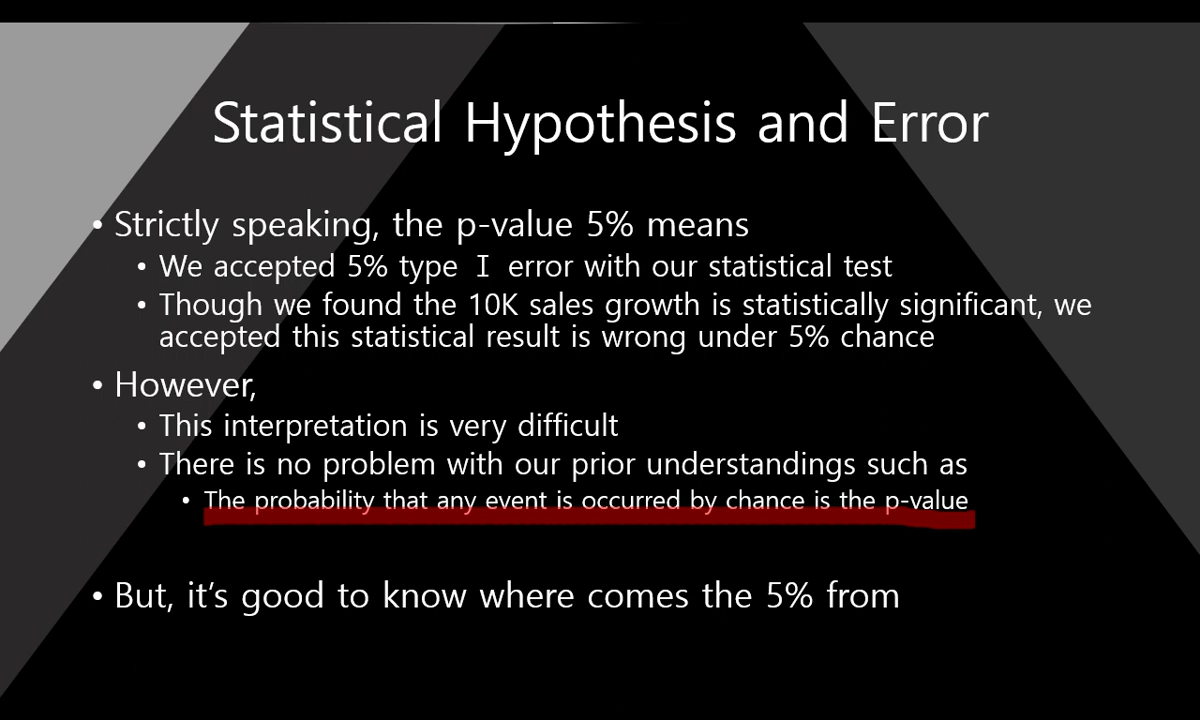 Statistical Hypothesis and Error
• Strictly speaking, the p-value 5% means
• We accepted 5% type I error with our statistical test
• Though we found the 10K sales growth is statistically significant, we
accepted this statistical result is wrong under 5% chance
• However,
• This interpretation is very difficult
• There is no problem with our prior understandings such as
• The probability that any event is occurred by chance is the p-value
• But, it's good to know where comes the 5% from